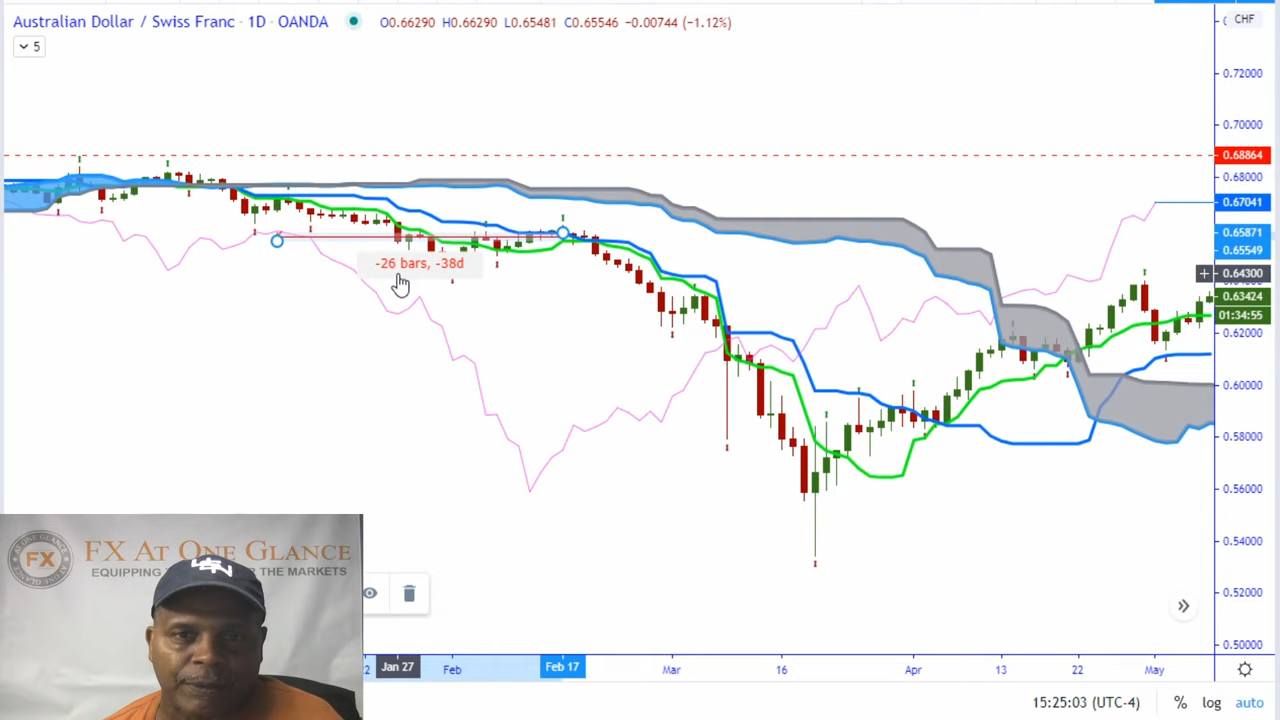 Australian Dollar / Swiss Franc · 1D · OANDA
O0.66290 H0.66290 L0.65481 C0.65546 −0.00744 (−1.12%)
5
CHF
0.72000
0.70000
0.68864
0.68000
0.67041
0.65871
0.65549
0.64300
0.63424
01:34:55
0.62000
0.60000
0.58000
0.56000
0.54000
0.52000
0.50000
-26 bars, -38d
FX
AT ONE GLANCE
FX AT ONE GLANCE
Jan 27
Feb
Feb 17
Mar
16
Apr
13
22
May
15:25:03 (UTC-4)
%
log
auto